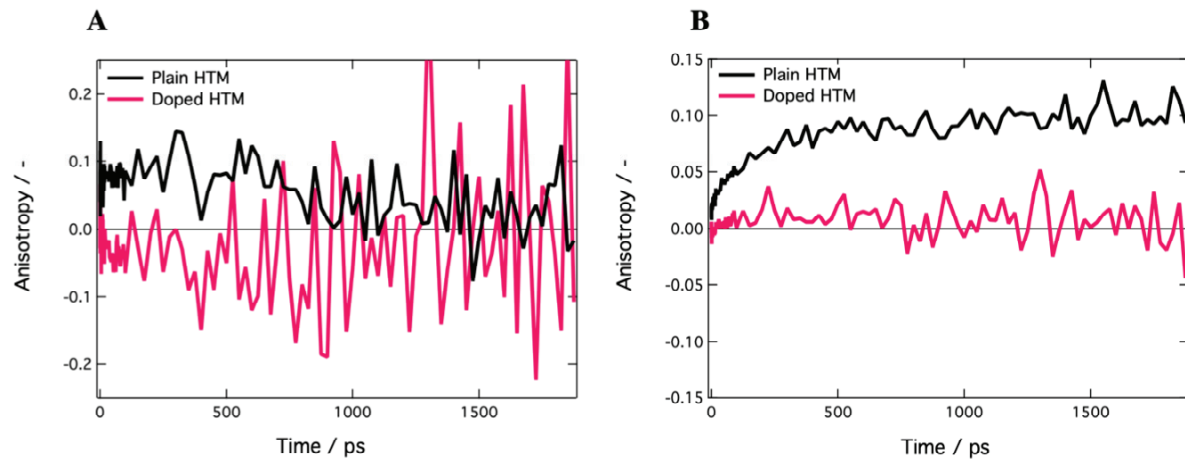 A
Plain HTM
Doped HTM
0.2
0.1
0.0
-0.1
-0.2
Anisotropy / -
0
500
1000
1500
Time / ps
B
Plain HTM
Doped HTM
0.15
0.10
0.05
0.00
-0.05
-0.10
-0.15
Anisotropy / -
0
500
1000
1500
Time / ps